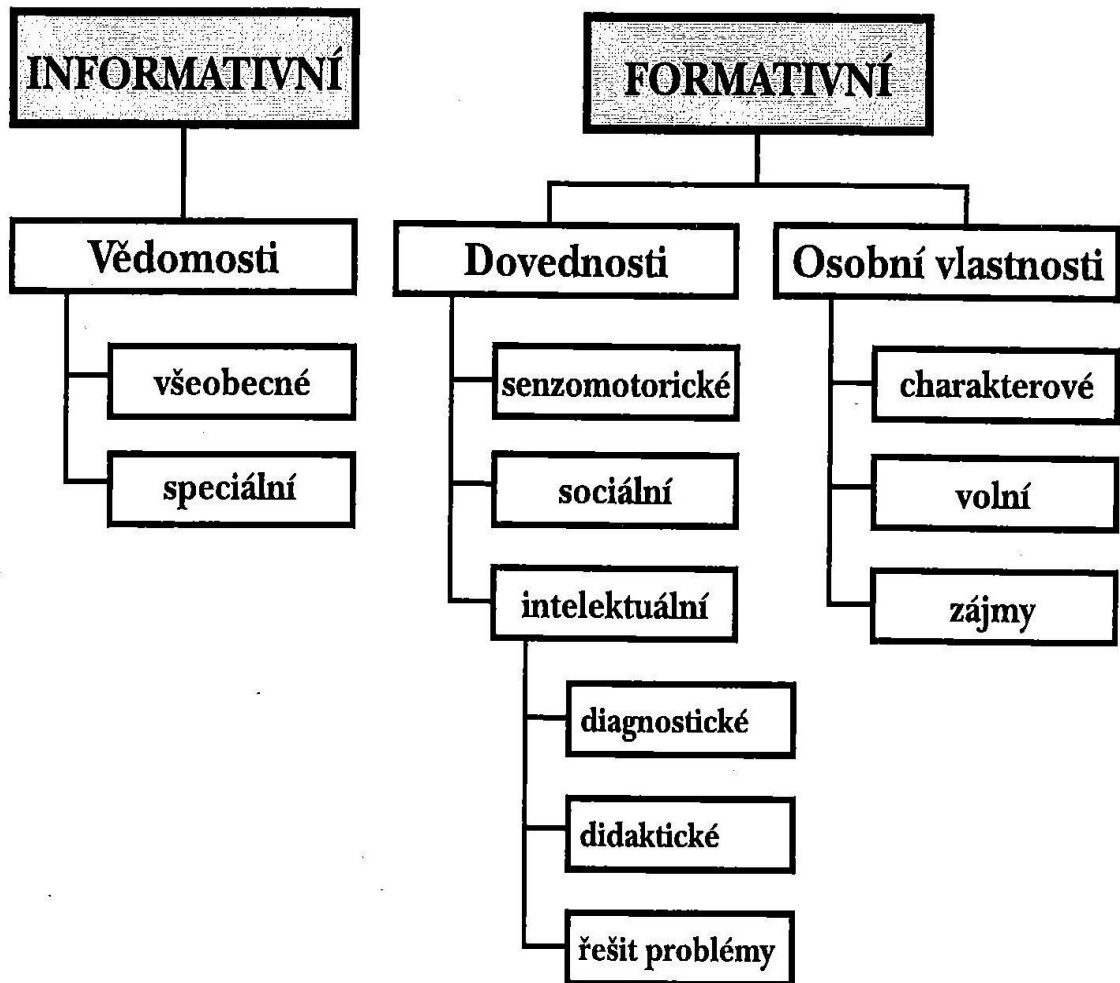 INFORMATIVNÍ
FORMATIVNÍ
Vědomosti
všeobecné
speciální
Dovednosti
senzomotorické
sociální
intelektuální
diagnostické
didaktické
řešit problémy
Osobní vlastnosti
charakterové
volní
zájmy